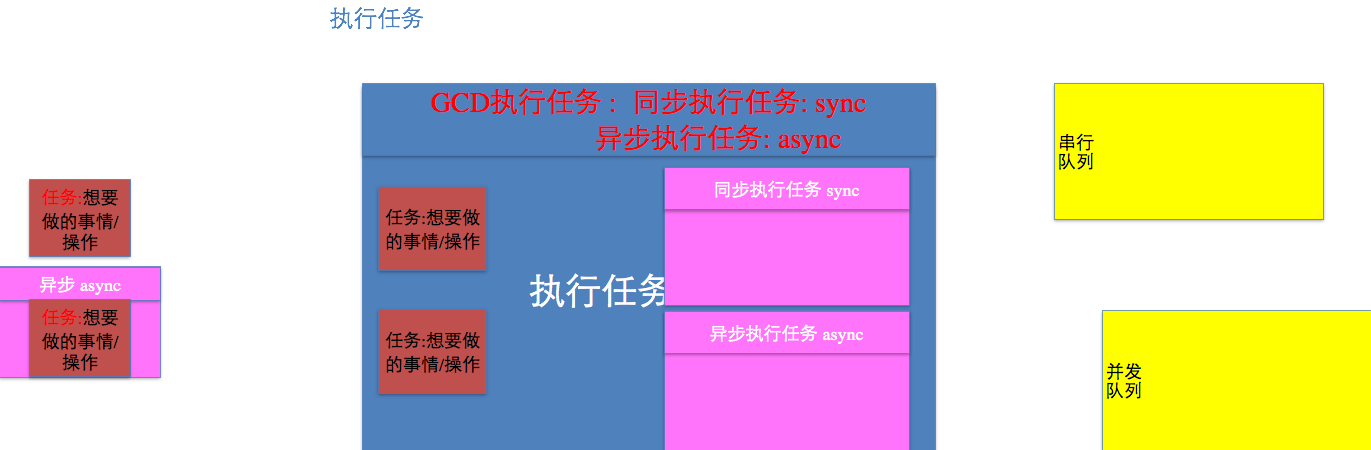 执行任务
GCD执行任务： 同步执行任务: sync
异步执行任务: async
任务:想要
做的事情/
操作
异步 async
任务:想要
做的事情/
操作
任务:想要做
的事情/操作
任务:想要做
的事情/操作
执行任务
同步执行任务 sync
异步执行任务 async
串行
队列
并发
队列